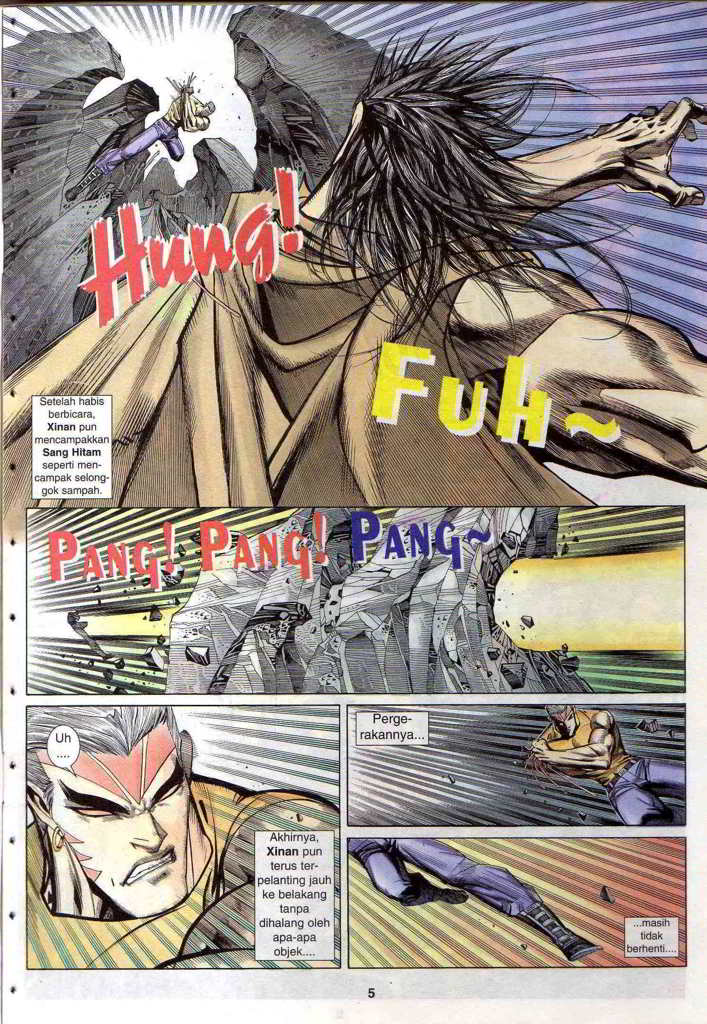 Hung!
Fuh~
Setelah habis
berbicara,
Xinan pun
mencampakkan
Sang Hitam
seperti men-
campak selong-
gok sampah.
Pang! Pang! Pang~
Uh
....
Akhirnya,
Xinan pun
terus ter-
pelanting jauh
ke belakang
tanpa
dihalang oleh
apa-apa
objek....
Perge-
rakannya...
...masih
tidak
berhenti....
5